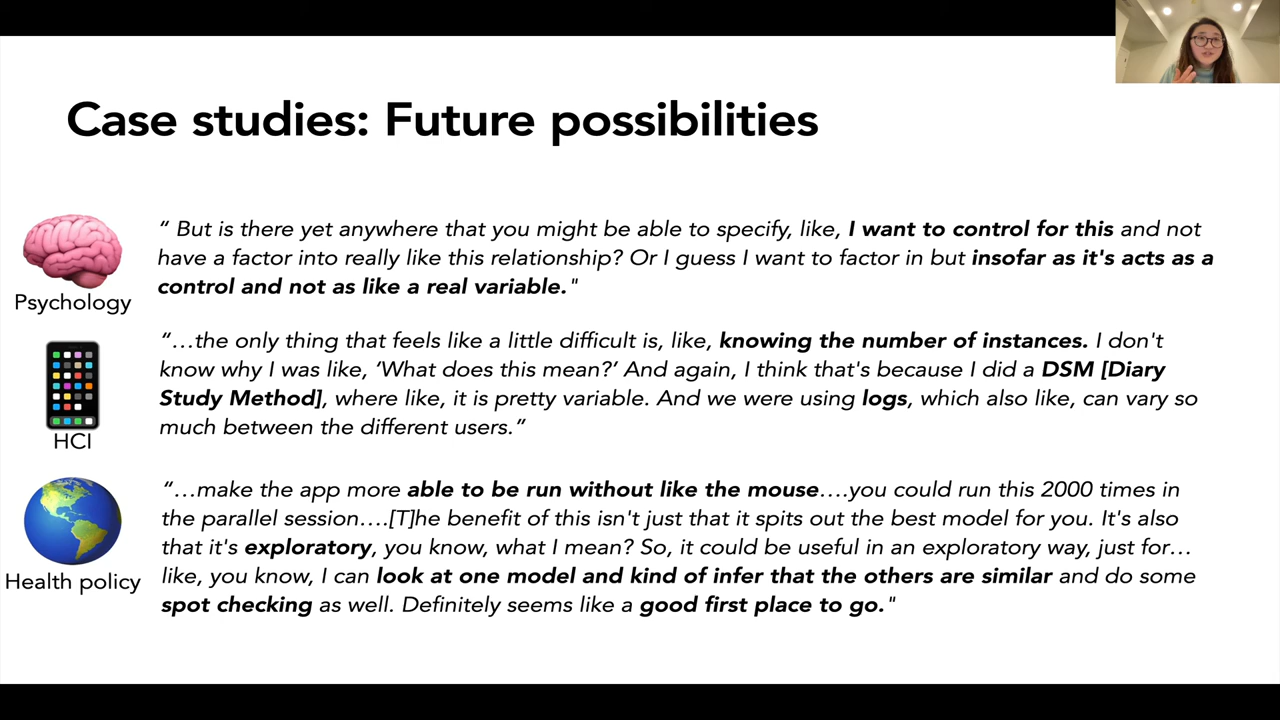 Case studies: Future possibilities
“ But is there yet anywhere that you might be able to specify, like, I want to control for this and not
have a factor into really like this relationship? Or I guess I want to factor in but insofar as it's acts as a
control and not as like a real variable."
Psychology
“…the only thing that feels like a little difficult is, like, knowing the number of instances. I don't
know why I was like, ‘What does this mean?’ And again, I think that's because I did a DSM [Diary
Study Method], where like, it is pretty variable. And we were using logs, which also like, can vary so
much between the different users.”
HCI
“…make the app more able to be run without like the mouse….you could run this 2000 times in
the parallel session….[T]he benefit of this isn't just that it spits out the best model for you. It's also
that it's exploratory, you know, what I mean? So, it could be useful in an exploratory way, just for…
like, you know, I can look at one model and kind of infer that the others are similar and do some
spot checking as well. Definitely seems like a good first place to go."
Health policy